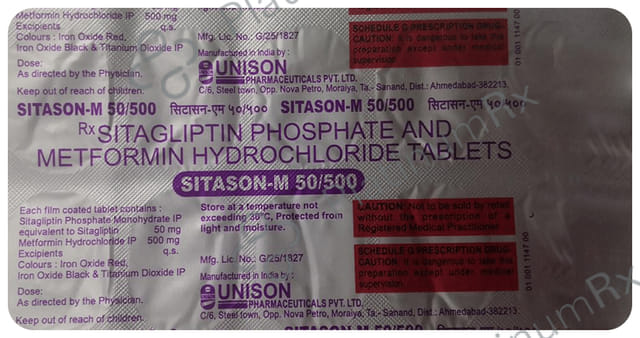 Metformin Hydrochloride IP 500 mg
Excipients q.s.
Colours : Iron Oxide Red,
Iron Oxide Black & Titanium Dioxide IP
Dose:
As directed by the Physician.
Keep out of reach of children.
Mfg. Lic. No.: G/25/1827
Manufactured in India by :
UNISON
PHARMACEUTICALS PVT. LTD.
C/6, Steel town, Opp. Nova Petro, Moraiya, Ta.- Sanand, Dist.: Ahmedabad-382213.
SCHEDULE G PRESCRIPTION DRUG-
CAUTION: It is dangerous to take this
preparation except under medical
supervision
01 001 1147 00
SITASON-M 50/500 सिटासन-एम ५०/५०० SITASON-M 50/500 सिटासन-एम ५०/५००
Rx SITAGLIPTIN PHOSPHATE AND
METFORMIN HYDROCHLORIDE TABLETS
SITASON-M 50/500
Each film coated tablet contains :
Sitagliptin Phosphate Monohydrate IP
equivalent to Sitagliptin 50 mg
Metformin Hydrochloride IP 500 mg
Excipients q.s.
Colours : Iron Oxide Red,
Iron Oxide Black & Titanium Dioxide IP
Dose:
As directed by the Physician.
Keep out of reach of children.
Store at a temperature not
exceeding 30°C, Protected from
light and moisture.
Mfg. Lic. No.: G/25/1827
Manufactured in India by :
UNISON
PHARMACEUTICALS PVT. LTD.
C/6, Steel town, Opp. Nova Petro, Moraiya, Ta.- Sanand, Dist.: Ahmedabad-382213.
CAUTION: Not to be sold by retail
without the prescription of a
Registered Medical Practitioner.
SCHEDULE G PRESCRIPTION DRUG-
CAUTION: It is dangerous to take this
preparation except under medical
supervision
01 001 1147 00
SITASON-M 50/500